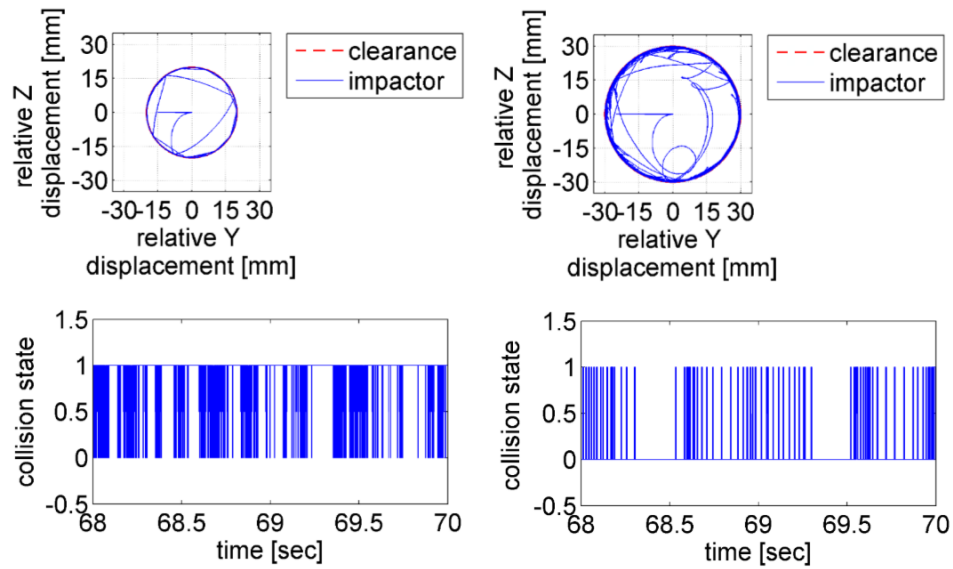 30
15
0
-15
-30
relative Z
displacement [mm]
-30-15 0 15 30
relative Y
displacement [mm]
clearance
impactor
30
15
0
-15
-30
relative Z
displacement [mm]
-30-15 0 15 30
relative Y
displacement [mm]
clearance
impactor
1.5
1
0.5
0
-0.5
collision state
68 68.5 69 69.5 70
time [sec]
1.5
1
0.5
0
-0.5
collision state
68 68.5 69 69.5 70
time [sec]